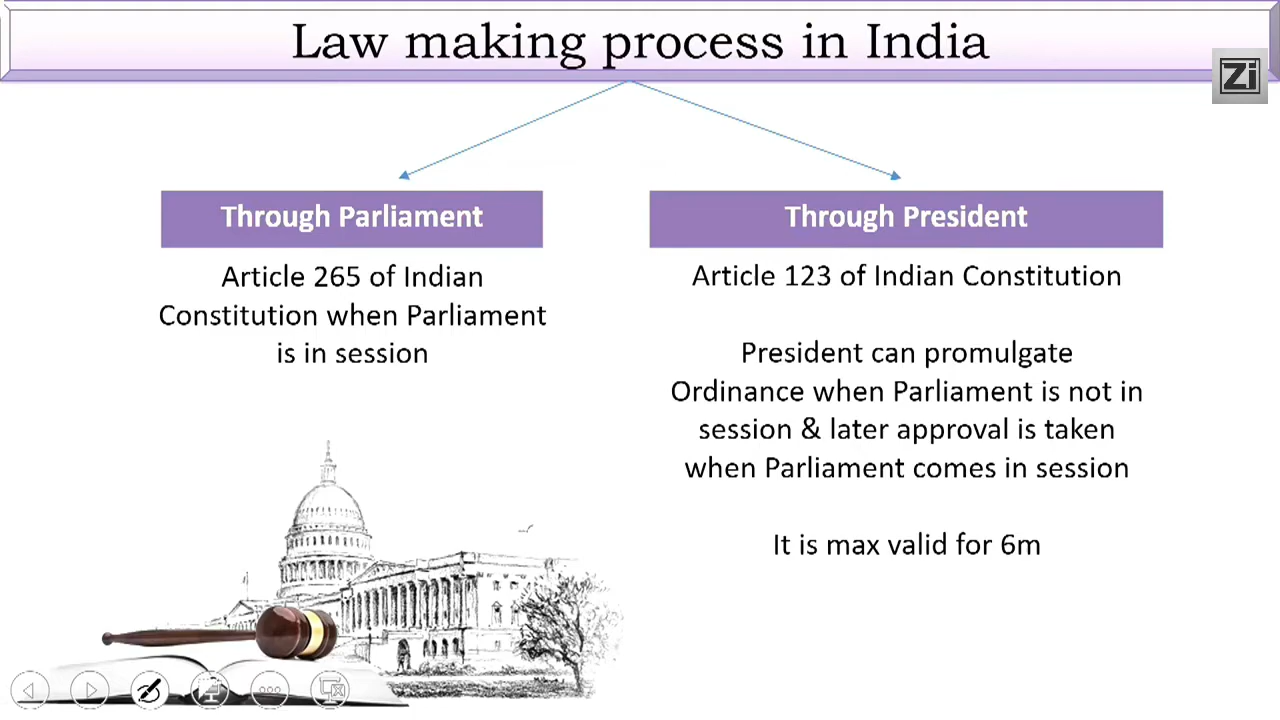 Law making process in India
Zi
Through Parliament
Article 265 of Indian
Constitution when Parliament
is in session
Through President
Article 123 of Indian Constitution
President can promulgate
Ordinance when Parliament is not in
session & later approval is taken
when Parliament comes in session
It is max valid for 6m